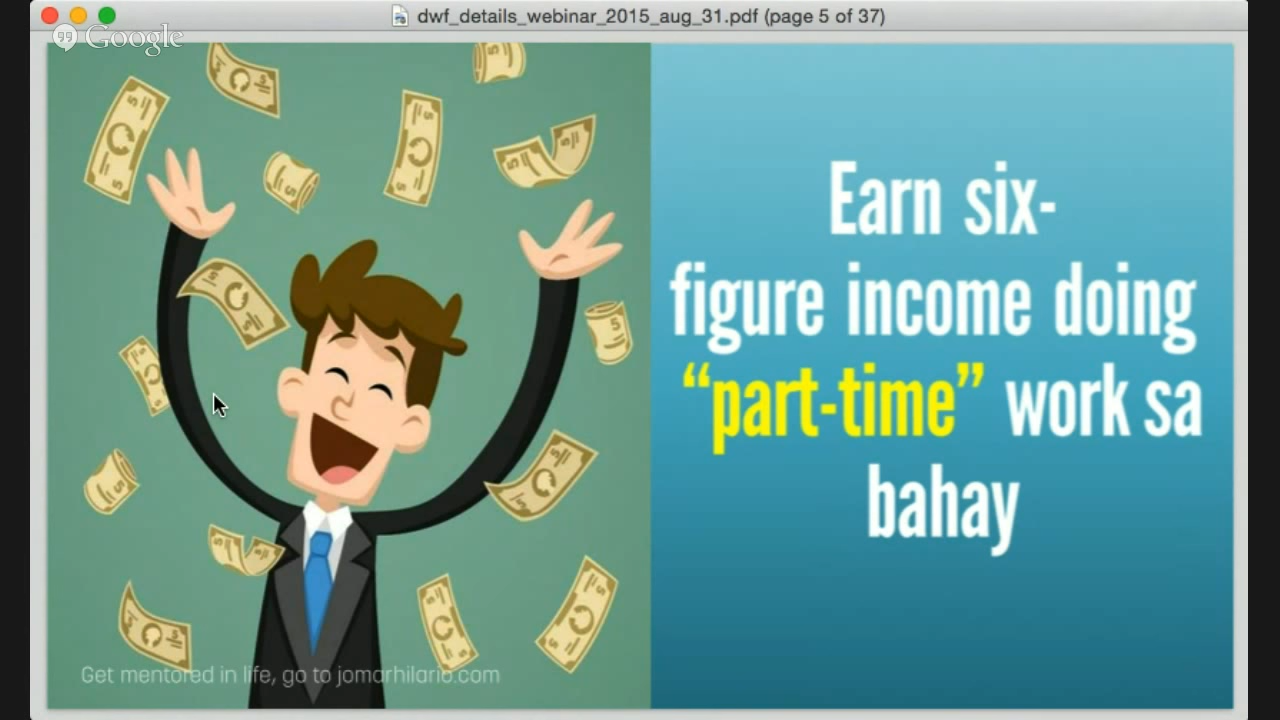 dwf_details_webinar_2015_aug_31.pdf (page 5 of 37)
Google
Earn six-
figure income doing
“part-time” work sa
bahay
Get mentored in life, go to jomarhilario.com